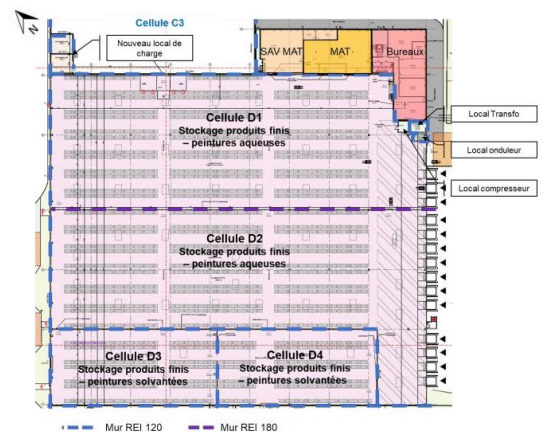 Cellule C3
N
Nouveau local de
charge
SAV MAT
MAT
Bureaux
Cellule D1
Stockage produits finis
– peintures aqueuses
Local Transfo
Local onduleur
Local compresseur
Cellule D2
Stockage produits finis
– peintures aqueuses
Cellule D3
Stockage produits finis
– peintures solvantées
Cellule D4
Stockage produits finis
– peintures solvantées
Mur REI 120
Mur REI 180